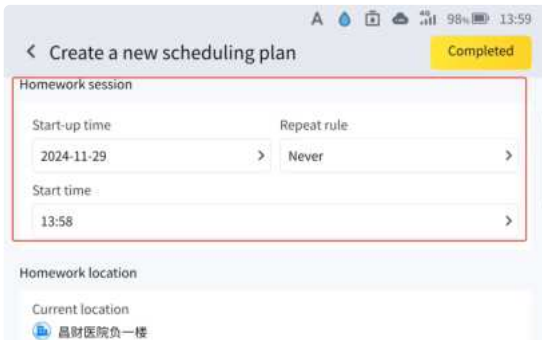 A 4G 98% 13:59
Create a new scheduling plan Completed
Homework session
Start-up time Repeat rule
2024-11-29 Never
Start time
13:58
Homework location
Current location
昌财医院负一楼